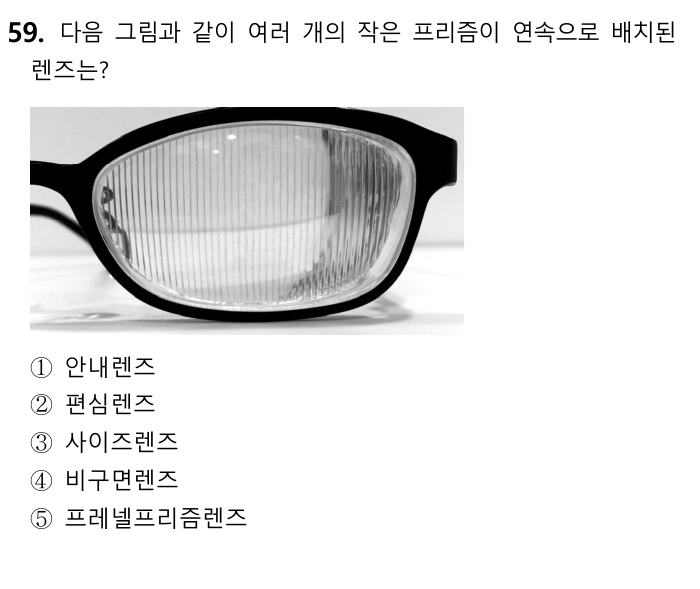 59. 다음 그림과 같이 여러 개의 작은 프리즘이 연속으로 배치된
렌즈는?
① 안내렌즈
② 편심렌즈
③ 사이즈렌즈
④ 비구면렌즈
⑤ 프레넬프리즘렌즈